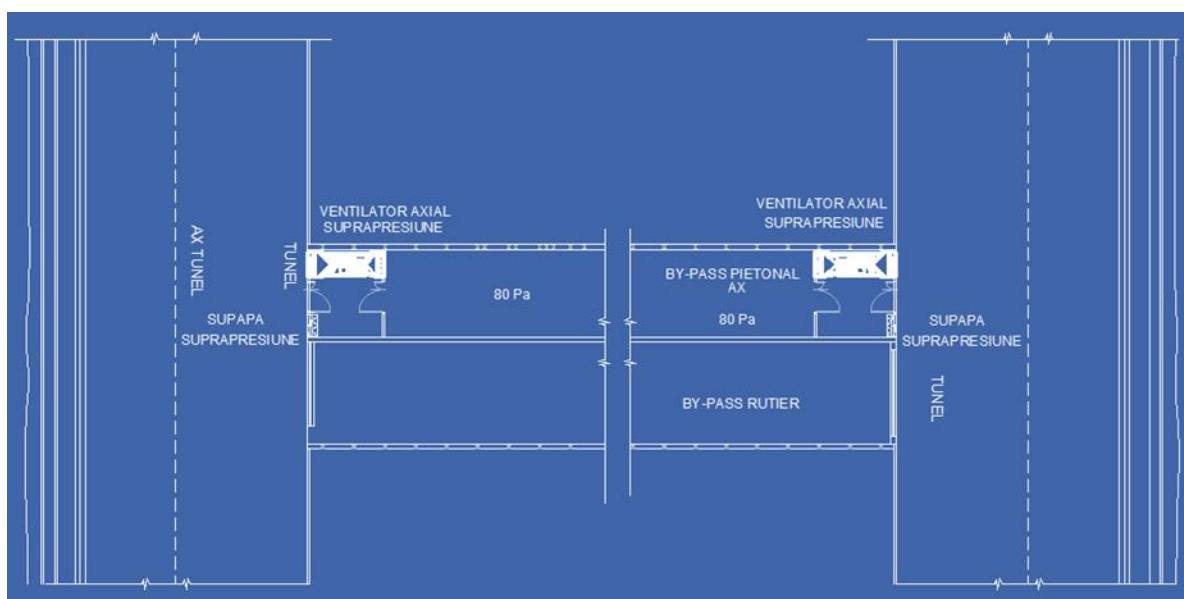 VENTILATOR AXIAL
SUPRAPRESIUNE
VENTILATOR AXIAL
SUPRAPRESIUNE
AX TUNEL
TUNEL
80 Pa
BY-PASS PIETONAL
AX
80 Pa
SUPAPA
SUPRAPRESIUNE
SUPAPA
SUPRAPRESIUNE
BY-PASS RUTIER
TUNEL